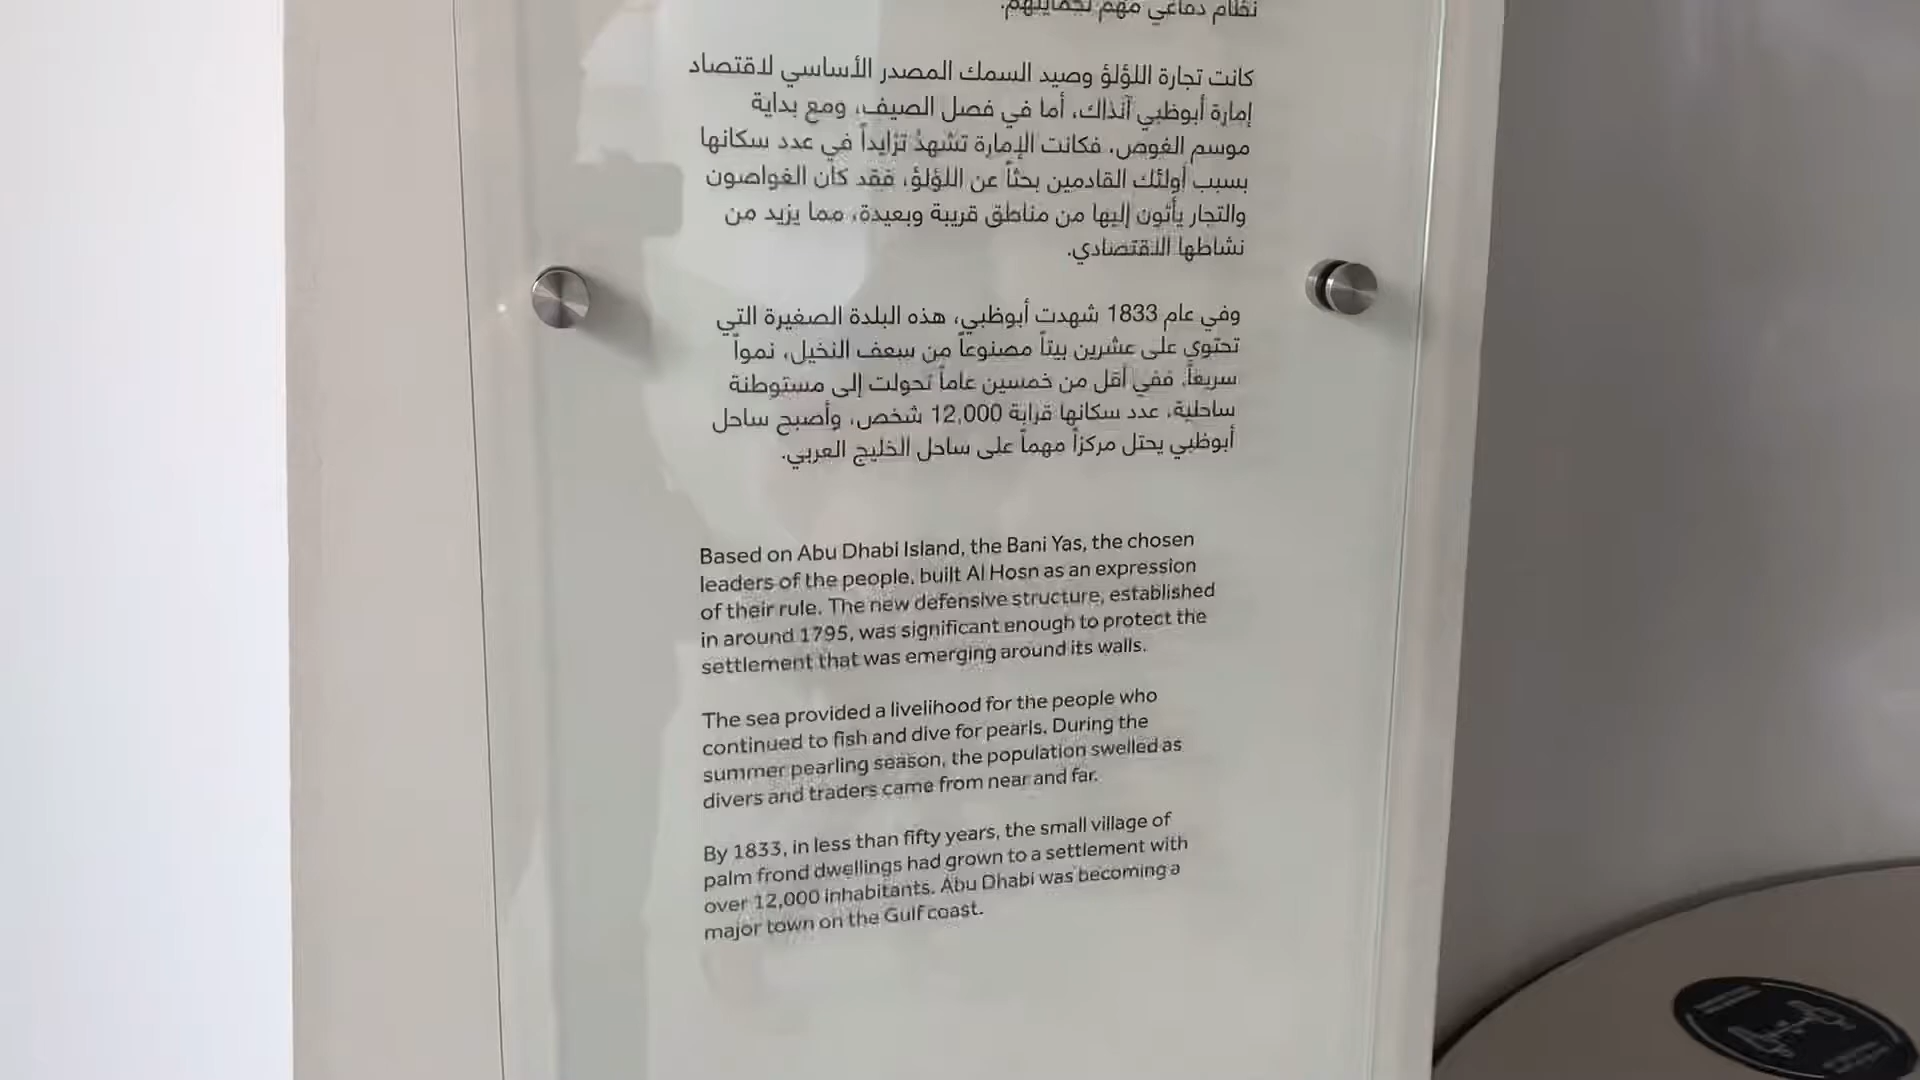 نظام دفاعي مهم لحمايتهم.
كانت تجارة اللؤلؤ وصيد السمك المصدر الأساسي لاقتصاد
إمارة أبوظبي آنذاك، أما في فصل الصيف، ومع بداية
موسم الغوص، فكانت الإمارة تشهدُ تزايداً في عدد سكانها
بسبب أولئك القادمين بحثاً عن اللؤلؤ، فقد كان الغواصون
والتجار يأتون إليها من مناطق قريبة وبعيدة، مما يزيد من
نشاطها الاقتصادي.
وفي عام 1833 شهدت أبوظبي، هذه البلدة الصغيرة التي
تحتوي على عشرين بيتاً مصنوعاً من سعف النخيل، نمواً
سريعاً، ففي أقل من خمسين عاماً تحولت إلى مستوطنة
ساحلية، عدد سكانها قرابة 12,000 شخص، وأصبح ساحل
أبوظبي يحتل مركزاً مهماً على ساحل الخليج العربي.
Based on Abu Dhabi Island, the Bani Yas, the chosen
leaders of the people, built Al Hosn as an expression
of their rule. The new defensive structure, established
in around 1795, was significant enough to protect the
settlement that was emerging around its walls.
The sea provided a livelihood for the people who
continued to fish and dive for pearls. During the
summer pearling season, the population swelled as
divers and traders came from near and far.
By 1833, in less than fifty years, the small village of
palm frond dwellings had grown to a settlement with
over 12,000 inhabitants. Abu Dhabi was becoming a
major town on the Gulf coast.